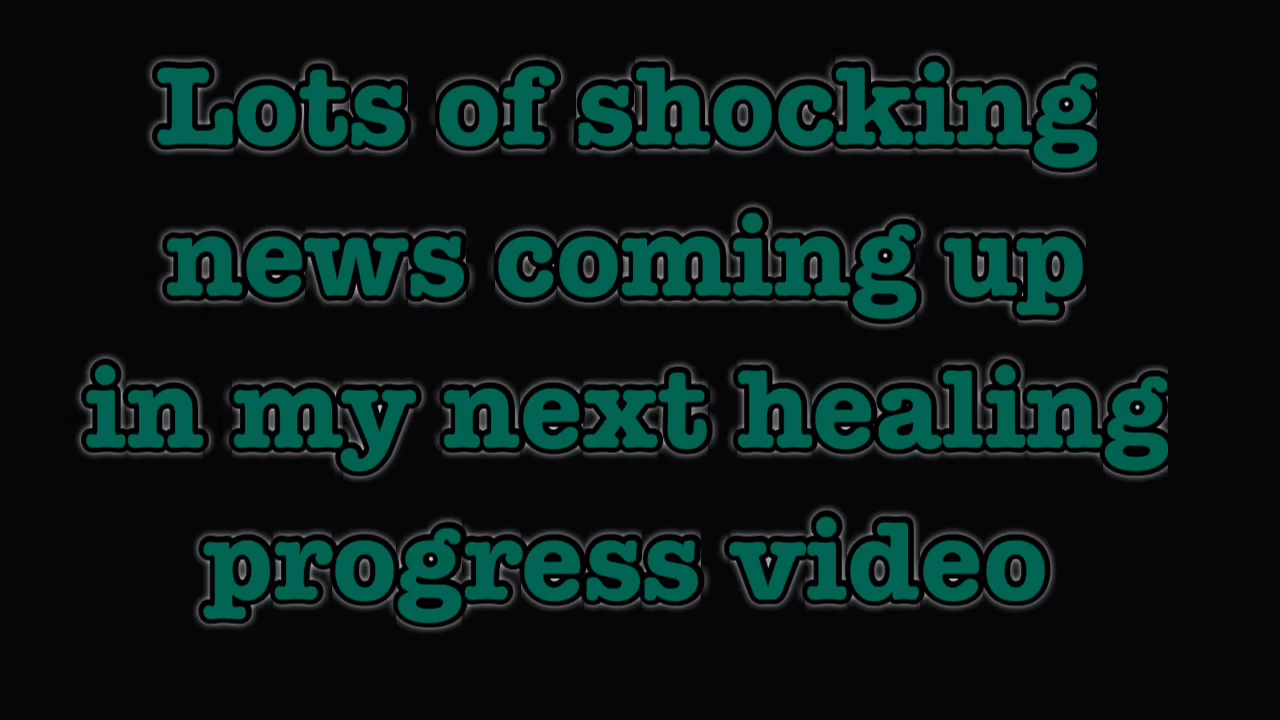 Lots of shocking
news coming up
in my next healing
progress video